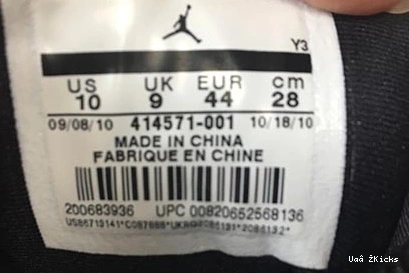 Y3
US UK EUR cm
10 9 44 28
09/08/10 414571-001 10/18/10
MADE IN CHINA
FABRIQUE EN CHINE
200683936 UPC 00820652568136
Kicks